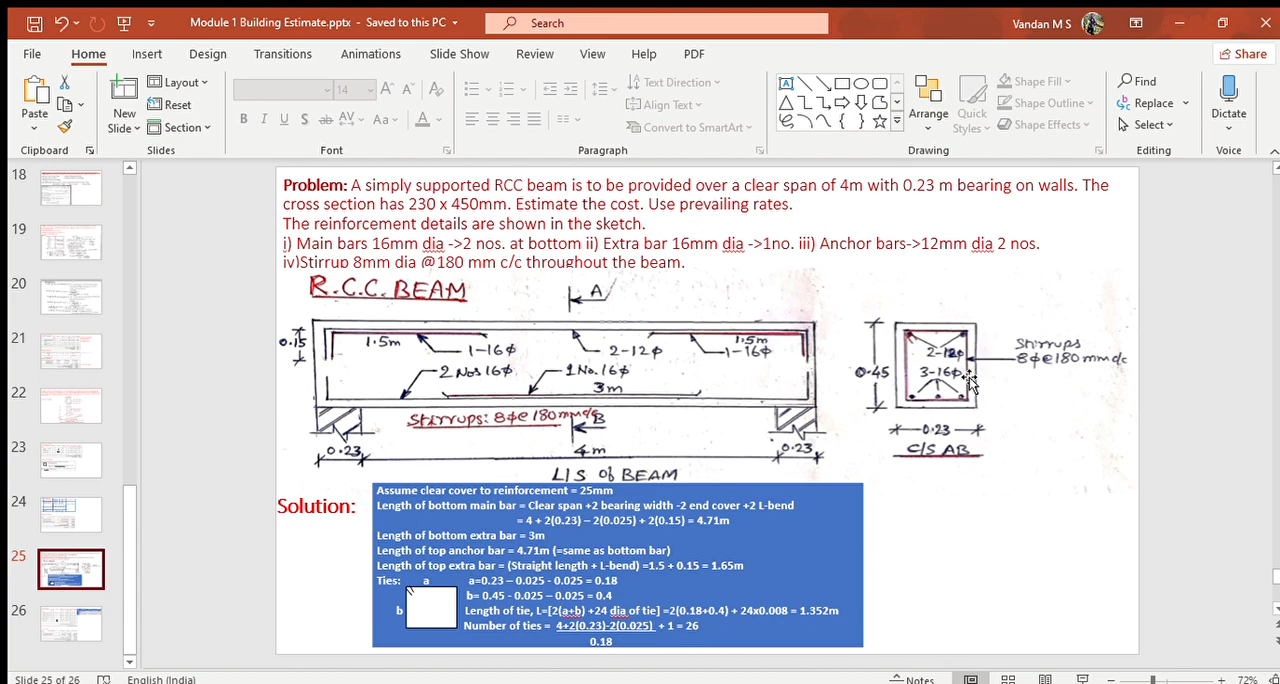 Module 1 Building Estimate.pptx - Saved to this PC
Search
Vandan M S
File Home Insert Design Transitions Animations Slide Show Review View Help PDF
Share
Paste
New Slide
Layout
Reset
Section
14
B I U S ab AV Aa A
Text Direction
Align Text
Convert to SmartArt
Arrange
Quick Styles
Shape Fill
Shape Outline
Shape Effects
Find
Replace
Select
Dictate
Clipboard Slides Font Paragraph Drawing Editing Voice
18
19
20
21
22
23
24
25
26
Problem: A simply supported RCC beam is to be provided over a clear span of 4m with 0.23 m bearing on walls. The
cross section has 230 x 450mm. Estimate the cost. Use prevailing rates.
The reinforcement details are shown in the sketch.
i) Main bars 16mm dia ->2 nos. at bottom ii) Extra bar 16mm dia ->1no. iii) Anchor bars->12mm dia 2 nos.
iv)Stirrup 8mm dia @180 mm c/c throughout the beam.
R.C.C. BEAM
A
0.15
1.5m
1-16φ
2-12φ
1.5m
1-16φ
2 Nos 16φ
1 No. 16φ
3m
Stirrups: 8φ@180mm c/c
B
0.23
4m
0.23
L/S of BEAM
0.45
2-12φ
3-16φ
Stirrups
8φ@180mm c/c
0.23
C/S AB
Solution:
Assume clear cover to reinforcement = 25mm
Length of bottom main bar = Clear span +2 bearing width -2 end cover +2 L-bend
= 4 + 2(0.23) – 2(0.025) + 2(0.15) = 4.71m
Length of bottom extra bar = 3m
Length of top anchor bar = 4.71m (=same as bottom bar)
Length of top extra bar = (Straight length + L-bend) =1.5 + 0.15 = 1.65m
Ties: a a=0.23 – 0.025 - 0.025 = 0.18
b= 0.45 - 0.025 – 0.025 = 0.4
b Length of tie, L=[2(a+b) +24 dia of tie] =2(0.18+0.4) + 24x0.008 = 1.352m
Number of ties = 4+2(0.23)-2(0.025) + 1 = 26
0.18
Slide 25 of 26
English (India)
Notes
72%